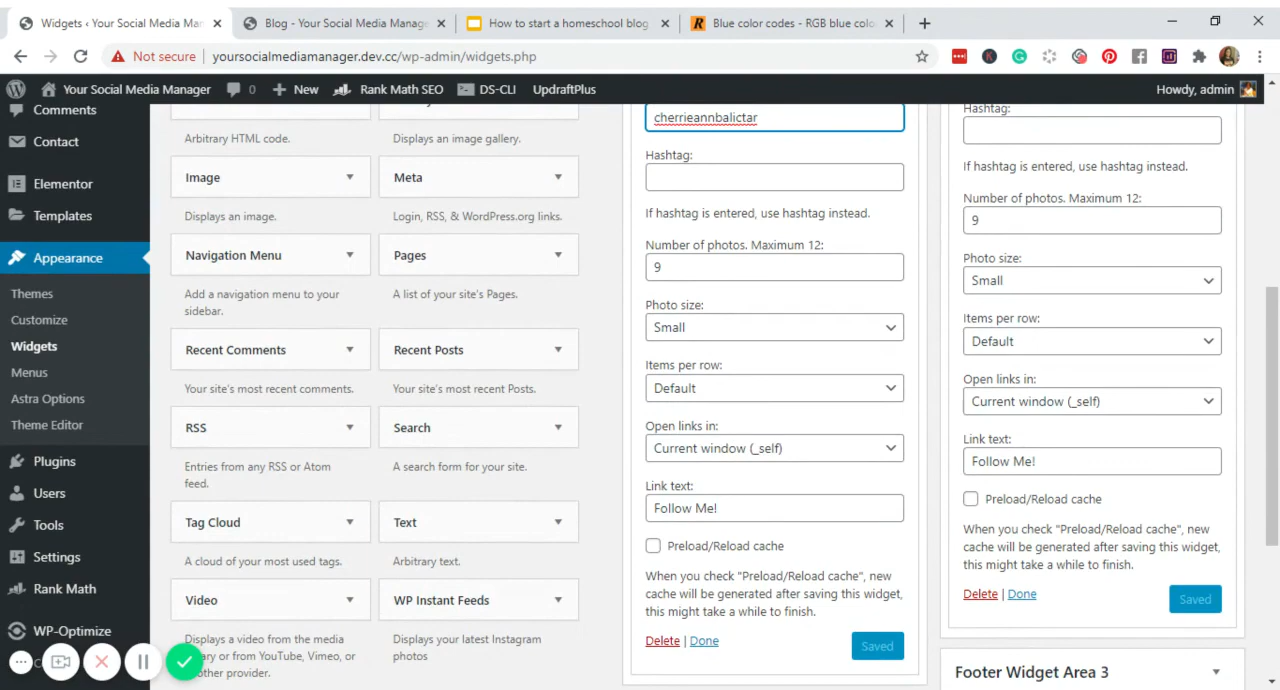 Widgets ‹ Your Social Media Man
Blog - Your Social Media Manage
How to start a homeschool blog
Blue color codes - RGB blue colo
Not secure
yoursocialmediamanager.dev.cc/wp-admin/widgets.php
Your Social Media Manager
0
New
Rank Math SEO
DS-CLI
UpdraftPlus
Howdy, admin
Comments
Contact
Elementor
Templates
Appearance
Themes
Customize
Widgets
Menus
Astra Options
Theme Editor
Plugins
Users
Tools
Settings
Rank Math
WP-Optimize
Arbitrary HTML code.
Displays an image gallery.
Image
Meta
Displays an image.
Login, RSS, & WordPress.org links.
Navigation Menu
Pages
Add a navigation menu to your
sidebar.
A list of your site's Pages.
Recent Comments
Recent Posts
Your site's most recent comments.
Your site's most recent Posts.
RSS
Search
Entries from any RSS or Atom
feed.
A search form for your site.
Tag Cloud
Text
A cloud of your most used tags.
Arbitrary text.
Video
WP Instant Feeds
Displays a video from the media
ary or from YouTube, Vimeo, or
other provider.
Displays your latest Instagram
photos
cherrieannbalictar
Hashtag:
If hashtag is entered, use hashtag instead.
Number of photos. Maximum 12:
9
Photo size:
Small
Items per row:
Default
Open links in:
Current window (_self)
Link text:
Follow Me!
Preload/Reload cache
When you check "Preload/Reload cache", new
cache will be generated after saving this widget,
this might take a while to finish.
Delete | Done
Saved
Hashtag:
If hashtag is entered, use hashtag instead.
Number of photos. Maximum 12:
9
Photo size:
Small
Items per row:
Default
Open links in:
Current window (_self)
Link text:
Follow Me!
Preload/Reload cache
When you check "Preload/Reload cache", new
cache will be generated after saving this widget,
this might take a while to finish.
Delete | Done
Saved
Footer Widget Area 3